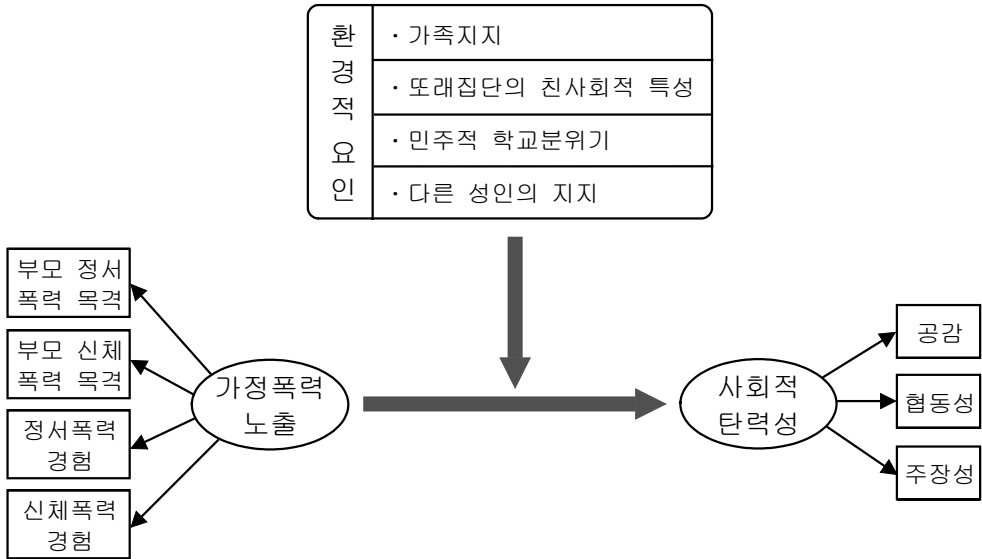 환경적 요인
· 가족지지
· 또래집단의 친사회적 특성
· 민주적 학교분위기
· 다른 성인의 지지
부모 정서
폭력 목격
부모 신체
폭력 목격
정서폭력
경험
신체폭력
경험
가정폭력
노출
사회적
탄력성
공감
협동성
주장성